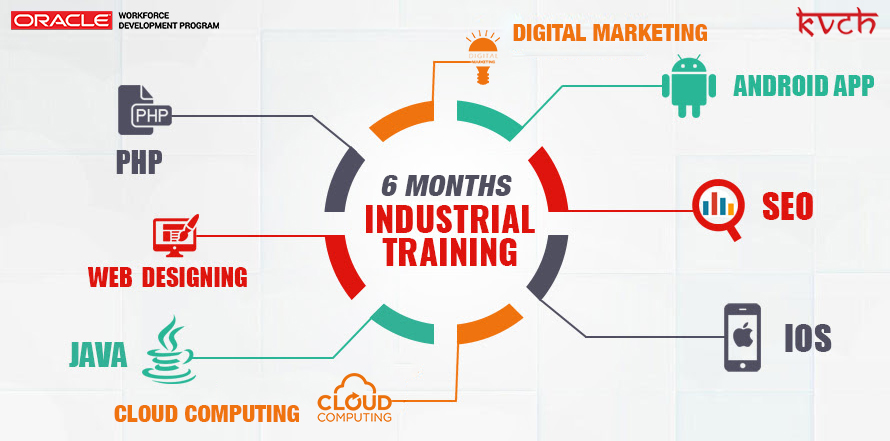 ORACLE
WORKFORCE
DEVELOPMENT PROGRAM
kvch
DIGITAL MARKETING
DIGITAL
MARKETING
ANDROID APP
PHP
PHP
6 MONTHS
INDUSTRIAL
TRAINING
SEO
WEB DESIGNING
IOS
JAVA
CLOUD COMPUTING
CLOUD
COMPUTING